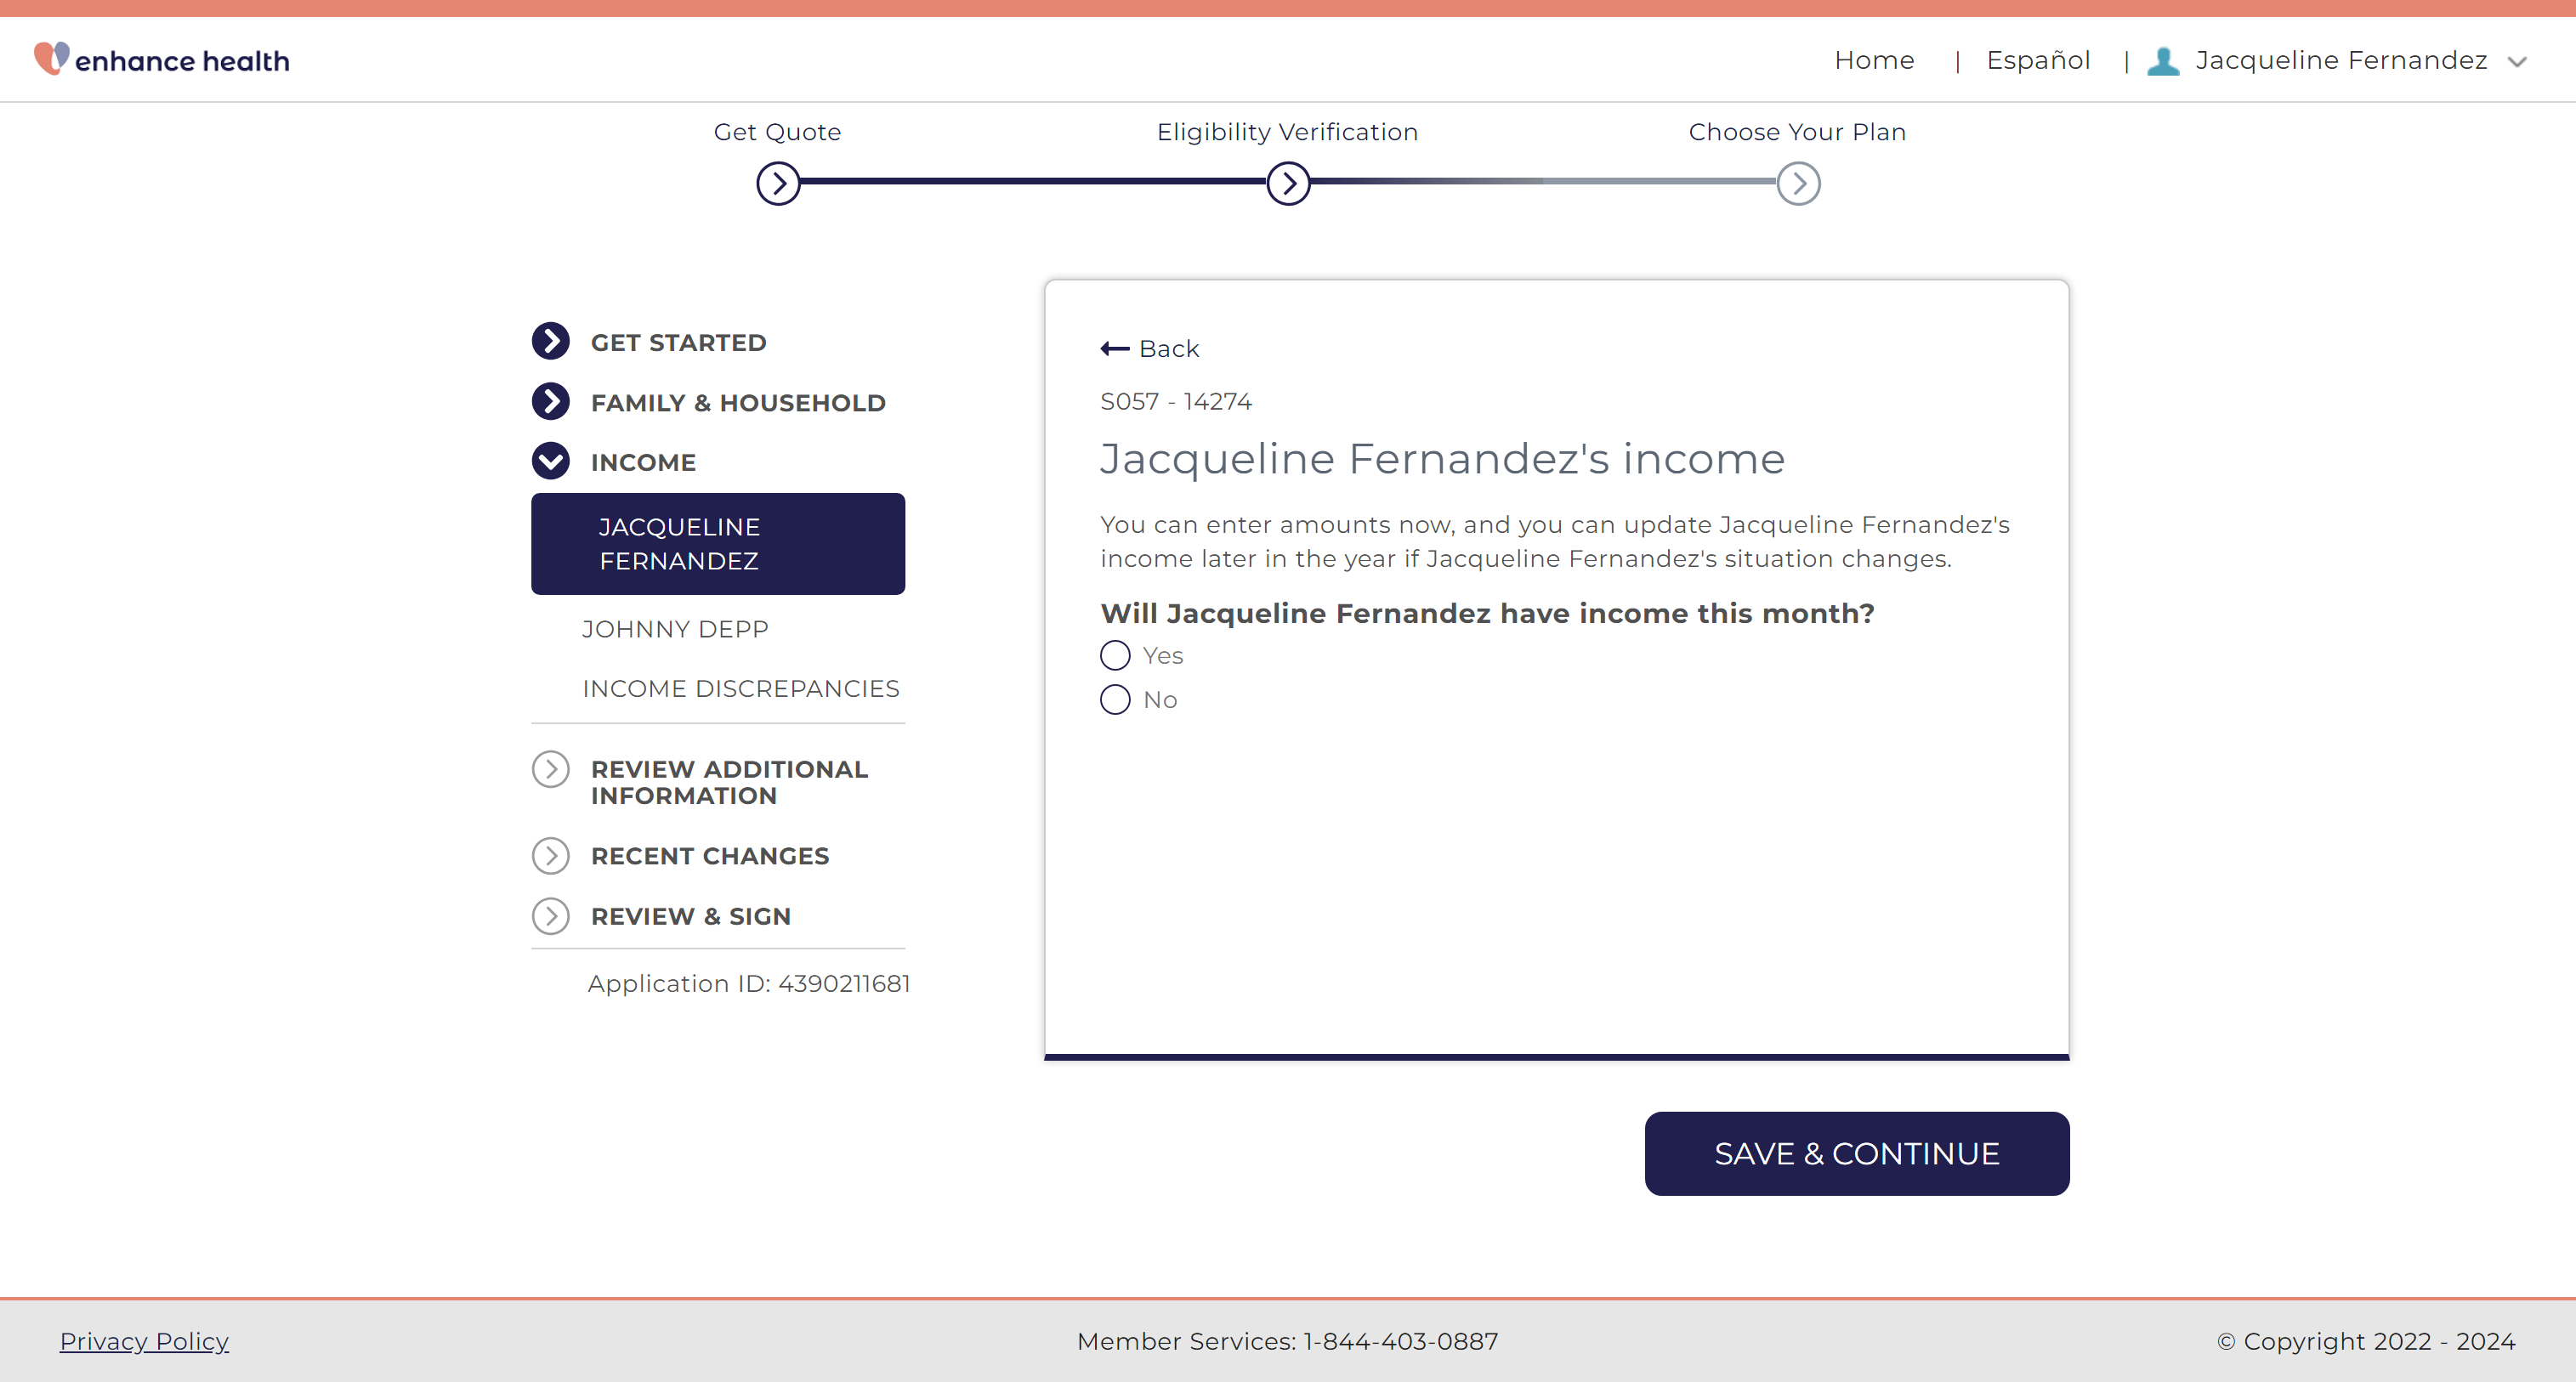 enhance health
Home | Español | Jacqueline Fernandez
Get Quote
Eligibility Verification
Choose Your Plan
GET STARTED
FAMILY & HOUSEHOLD
INCOME
JACQUELINE
FERNANDEZ
JOHNNY DEPP
INCOME DISCREPANCIES
REVIEW ADDITIONAL
INFORMATION
RECENT CHANGES
REVIEW & SIGN
Application ID: 4390211681
Back
S057 - 14274
Jacqueline Fernandez's income
You can enter amounts now, and you can update Jacqueline Fernandez's
income later in the year if Jacqueline Fernandez's situation changes.
Will Jacqueline Fernandez have income this month?
Yes
No
SAVE & CONTINUE
Privacy Policy
Member Services: 1-844-403-0887
© Copyright 2022 - 2024